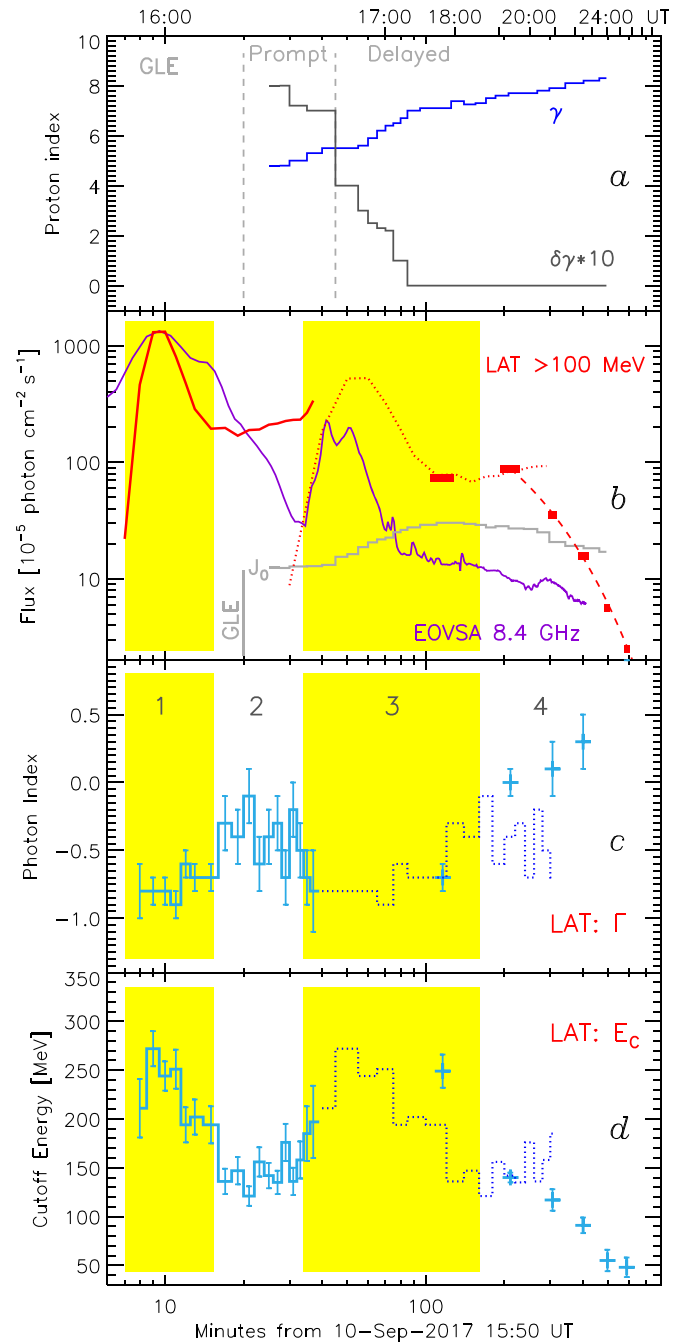 16:00 17:00 18:00 20:00 24:00 UT
10
8
6
4
2
0
Proton index
GLE
Prompt
Delayed
γ
a
δγ*10
1000
100
10
Flux [10⁻⁵ photon cm⁻² s⁻¹]
LAT >100 MeV
b
J₀
GLE
EOVSA 8.4 GHz
0.5
0.0
-0.5
-1.0
Photon Index
1 2 3 4
c
LAT: Γ
350
300
250
200
150
100
50
Cutoff Energy [MeV]
LAT: E_C
d
10 100
Minutes from 10-Sep-2017 15:50 UT